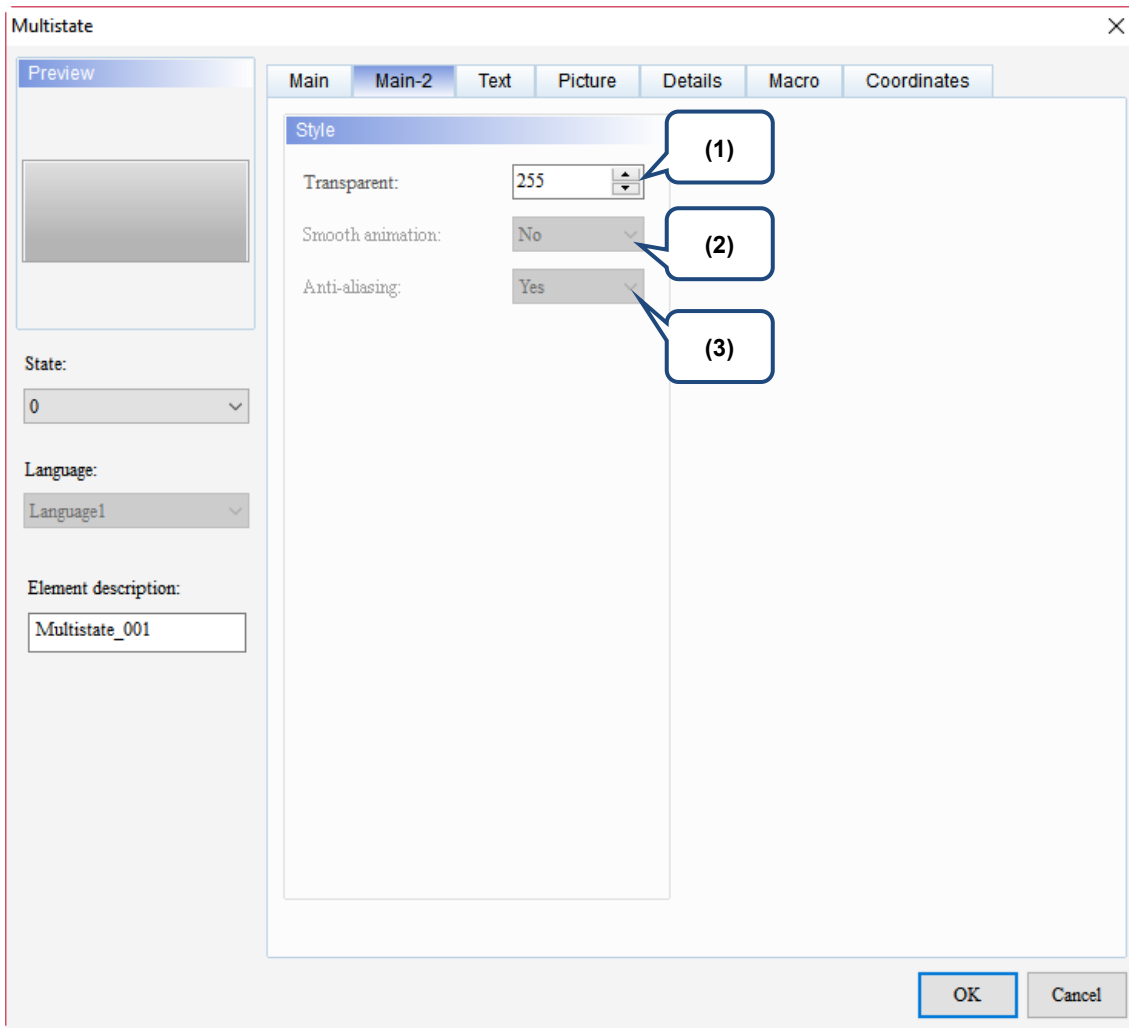 Multistate
Preview
Main Main-2 Text Picture Details Macro Coordinates
Style
(1)
Transparent: 255
Smooth animation: No
(2)
Anti-aliasing: Yes
(3)
State:
0
Language:
Language1
Element description:
Multistate_001
OK Cancel